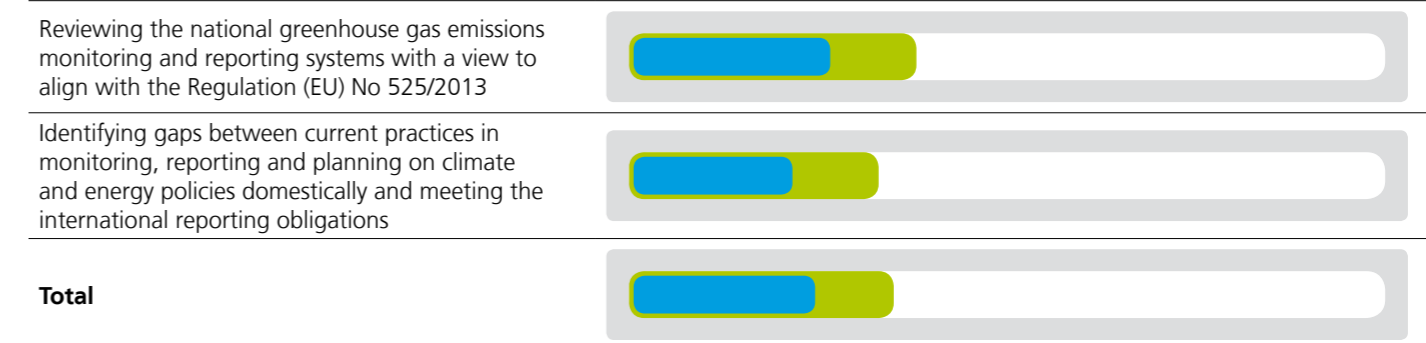 Reviewing the national greenhouse gas emissions
monitoring and reporting systems with a view to
align with the Regulation (EU) No 525/2013
Identifying gaps between current practices in
monitoring, reporting and planning on climate
and energy policies domestically and meeting the
international reporting obligations
Total